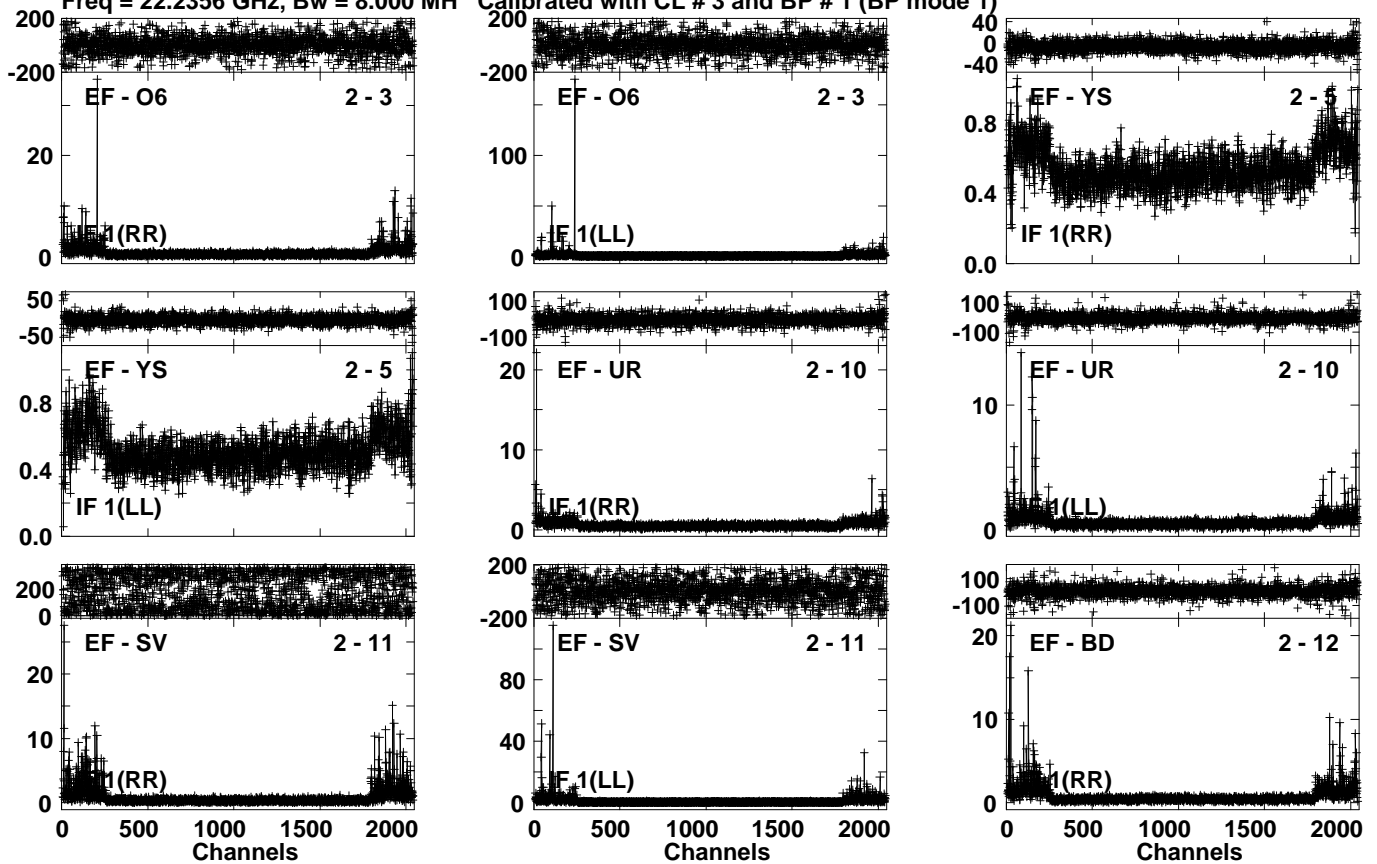 Freq = 22.2356 GHz, Bw = 8.000 MH Calibrated with CL # 3 and BP # 1 (BP mode 1)
200
-200
EF - O6 2 - 3
20
0
IF 1(RR)
200
-200
EF - O6 2 - 3
100
0
IF 1(LL)
40
0
-40
EF - YS 2 - 5
0.8
0.4
0.0
IF 1(RR)
50
-50
EF - YS 2 - 5
0.8
0.4
0.0
IF 1(LL)
100
-100
EF - UR 2 - 10
20
10
0
IF 1(RR)
100
-100
EF - UR 2 - 10
10
0
IF 1(LL)
200
0
EF - SV 2 - 11
20
10
0
IF 1(RR)
0 500 1000 1500 2000
Channels
200
-200
EF - SV 2 - 11
80
40
0
IF 1(LL)
0 500 1000 1500 2000
Channels
100
-100
EF - BD 2 - 12
20
10
0
IF 1(RR)
0 500 1000 1500 2000
Channels